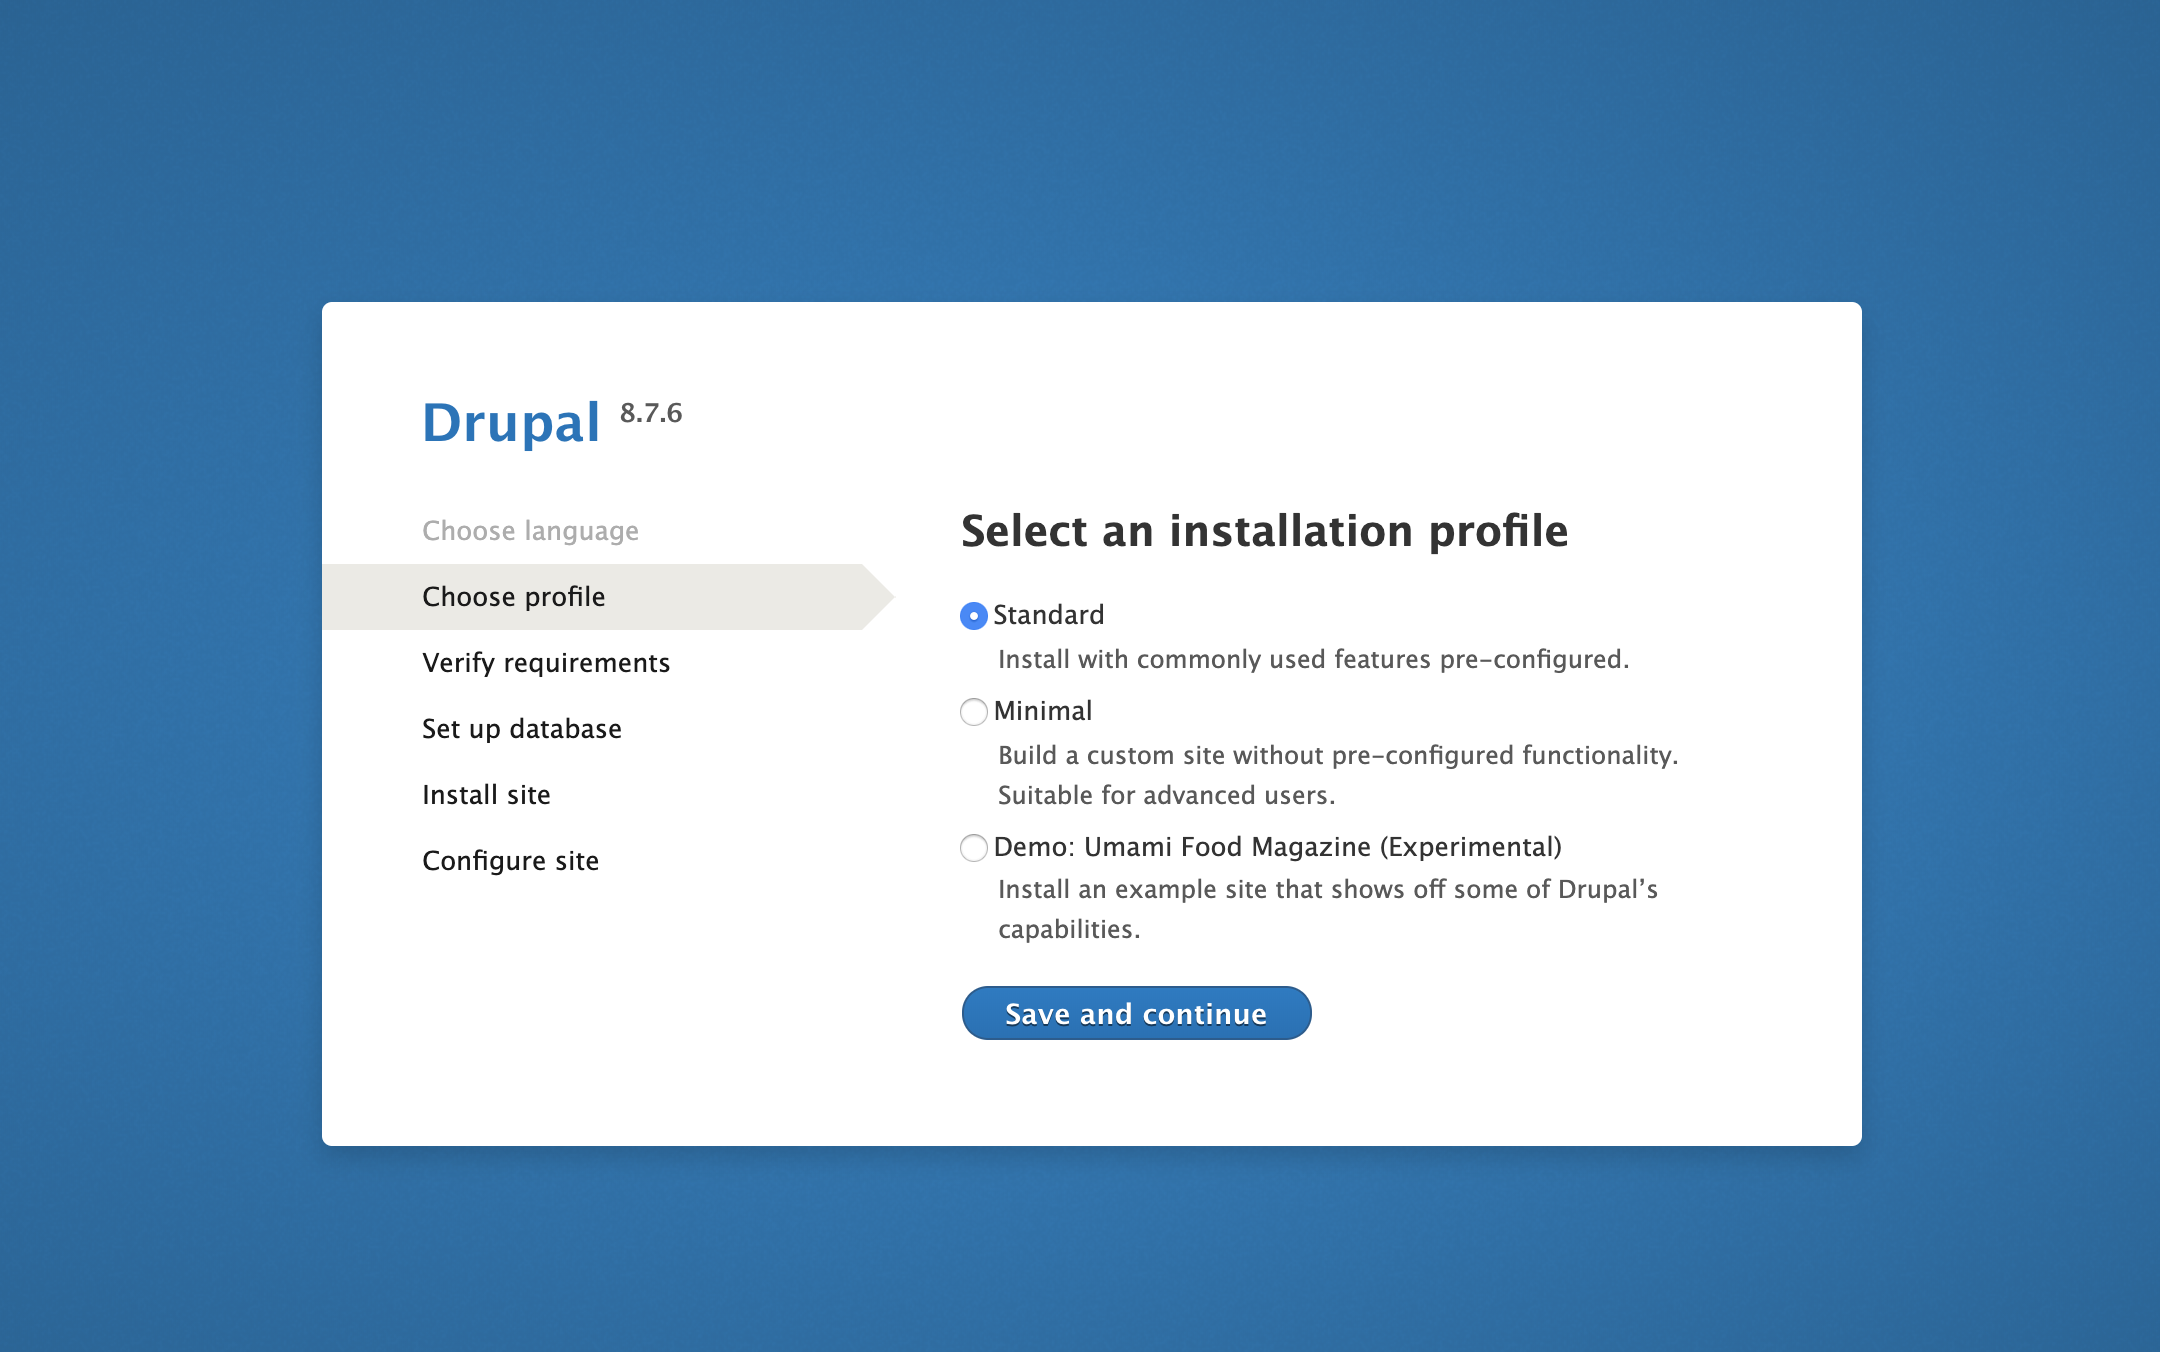 Drupal 8.7.6
Choose language
Choose profile
Verify requirements
Set up database
Install site
Configure site
Select an installation profile
Standard
Install with commonly used features pre-configured.
Minimal
Build a custom site without pre-configured functionality.
Suitable for advanced users.
Demo: Umami Food Magazine (Experimental)
Install an example site that shows off some of Drupal’s
capabilities.
Save and continue